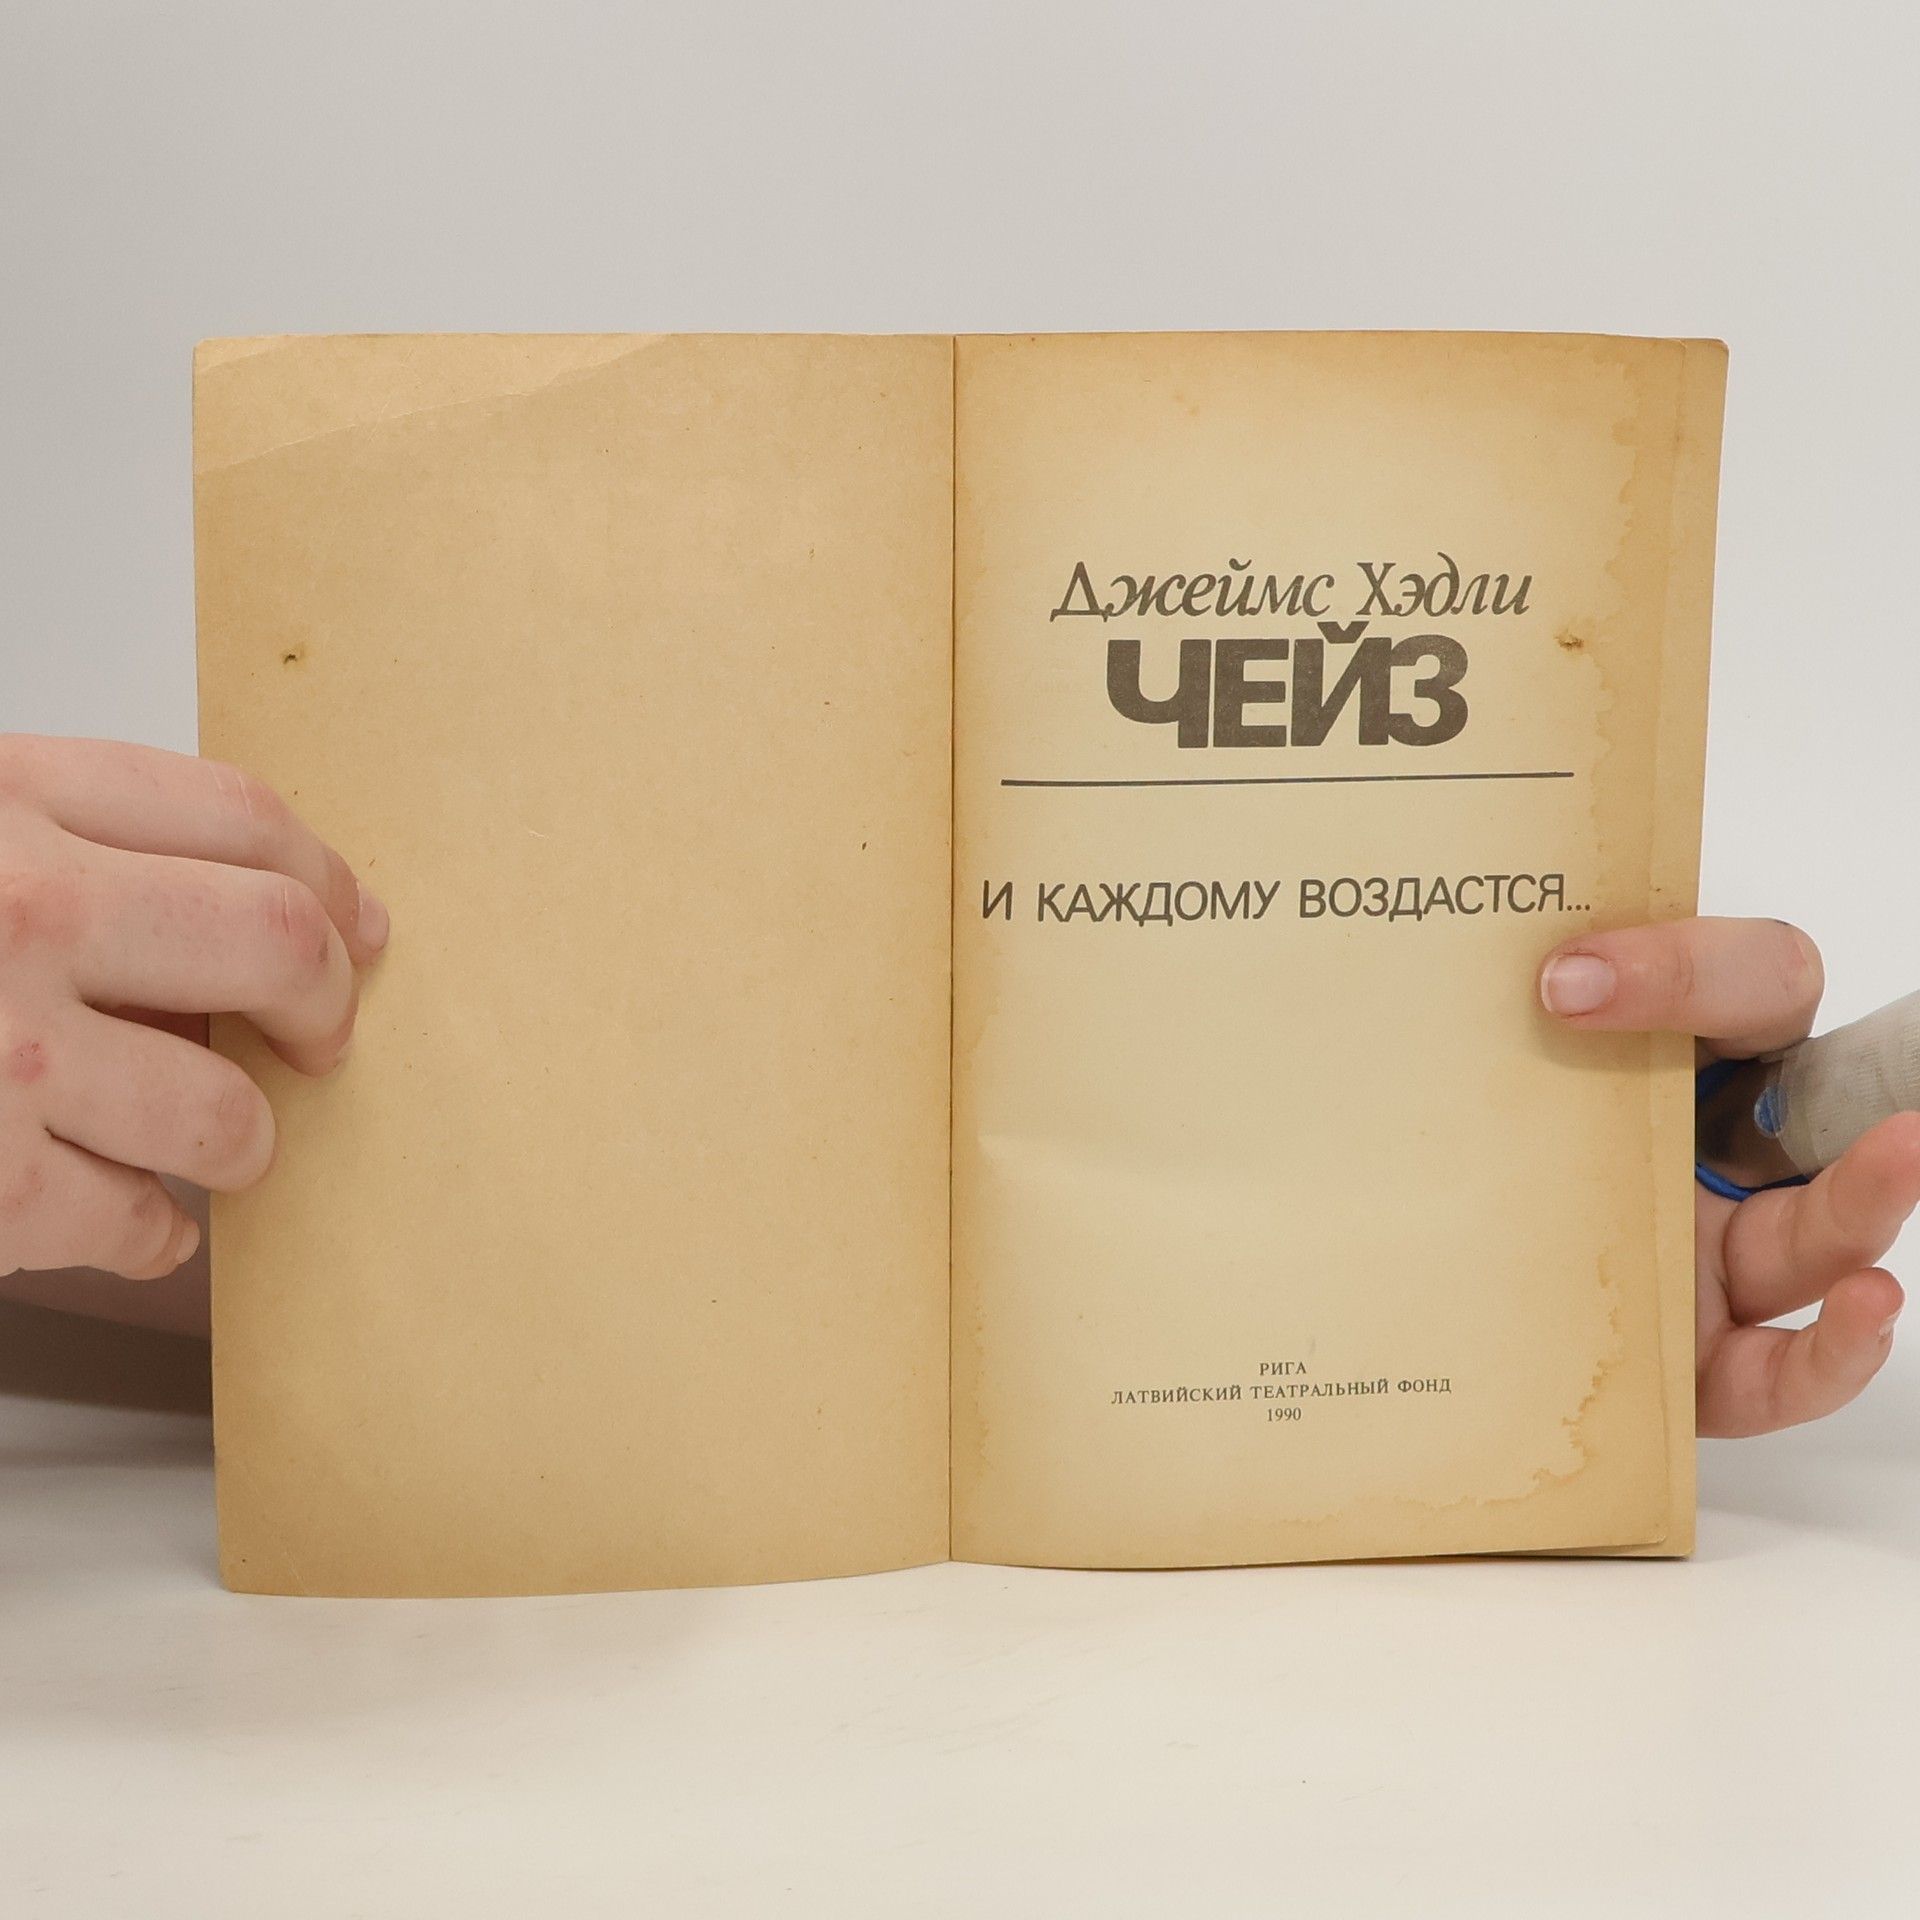 Джеймс Хэдли
ЧЕЙЗ
И КАЖДОМУ ВОЗДАСТСЯ...
РИГА
ЛАТВИЙСКИЙ ТЕАТРАЛЬНЫЙ ФОНД
1990